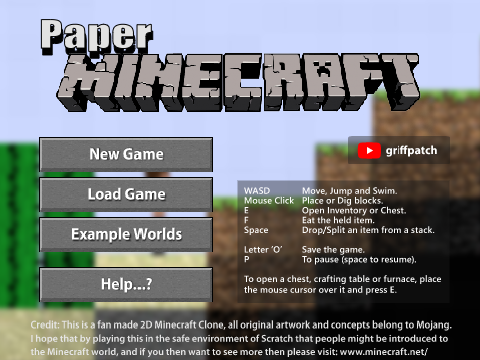 Paper
MINECRAFT
New Game
Load Game
Example Worlds
Help...?
griffpatch
WASD Move, Jump and Swim.
Mouse Click Place or Dig blocks.
E Open Inventory or Chest.
F Eat the held item.
Space Drop/Split an item from a stack.
Letter 'O' Save the game.
P To pause (space to resume).
To open a chest, crafting table or furnace, place
the mouse cursor over it and press E.
Credit: This is a fan made 2D Minecraft Clone, all original artwork and concepts belong to Mojang.
I hope that by playing this in the safe environment of Scratch that people might be introduced to
the Minecraft world, and if you then want to see more then please visit: www.minecraft.net/